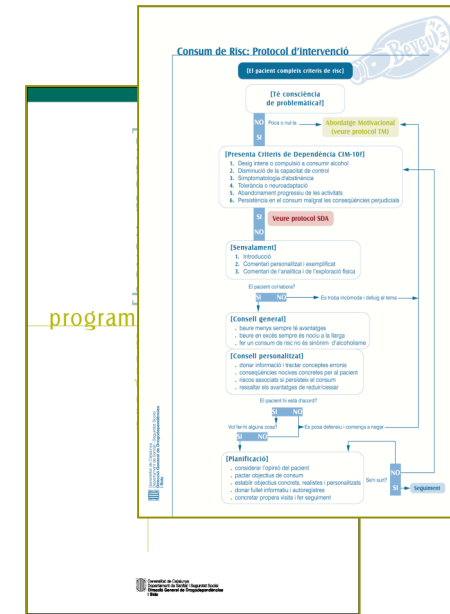 Beveu
MENYS
Consum de Risc: Protocol d'intervenció
[El pacient compleix criteris de risc]
[Té consciència
de problemàtica?]
NO
Poca o nul·la
Abordatge Motivacional
(veure protocol TM)
SI
[Presenta Criteris de Dependència CIM-10?]
1. Desig intens o compulsió a consumir alcohol
2. Disminució de la capacitat de control
3. Simptomatologia d'abstinència
4. Tolerància o neuroadaptació
5. Abandonament progressiu de les activitats
6. Persistència en el consum malgrat les conseqüències perjudicials
SI
Veure protocol SDA
NO
[Senyalament]
1. Introducció
2. Comentari personalitzat i exemplificat
3. Comentari de l'analítica i de l'exploració física
El pacient col·labora?
SI NO
Es troba incòmode i defuig el tema
[Consell general]
. beure menys sempre té avantatges
. beure en excés sempre és nociu a la llarga
. fer un consum de risc no és sinònim d'alcoholisme
[Consell personalitzat]
. donar informació i tractar conceptes erronis
. conseqüències nocives concretes per al pacient
. riscos associats si persisteix el consum
. ressaltar els avantatges de reduir/cessar
El pacient hi està d'acord?
SI NO
Vol fer-hi alguna cosa?
Es posa defensiu i comença a negar
SI NO
[Planificació]
. considerar l'opinió del pacient
. pactar objectius de consum
. establir objectius concrets, realistes i personalitzats
. donar fulletó informatiu i autoregistres
. concretar propera visita i fer seguiment
Se'n surt?
NO
SI
Seguiment
program
Generalitat de Catalunya
Departament de Sanitat i Seguretat Social
Direcció General de Drogodependències
i Sida
Generalitat de Catalunya
Departament de Sanitat i Seguretat Social
Direcció General de Drogodependències
i Sida